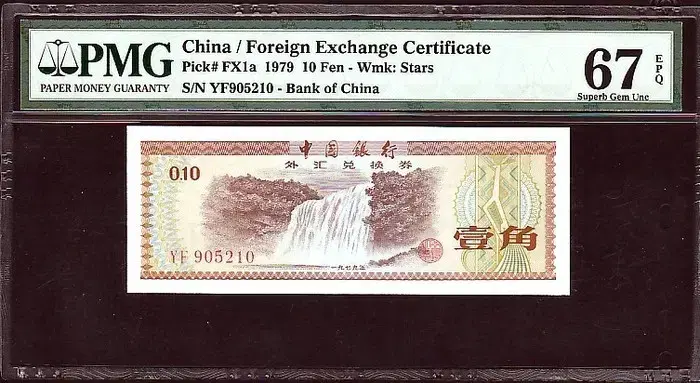 PMG
PAPER MONEY GUARANTY
China / Foreign Exchange Certificate
Pick# FX1a 1979 10 Fen - Wmk: Stars
S/N YF905210 - Bank of China
67 EPQ
Superb Gem Unc
中国银行
外汇兑换券
0.10
壹角
YF 905210
一九七九年